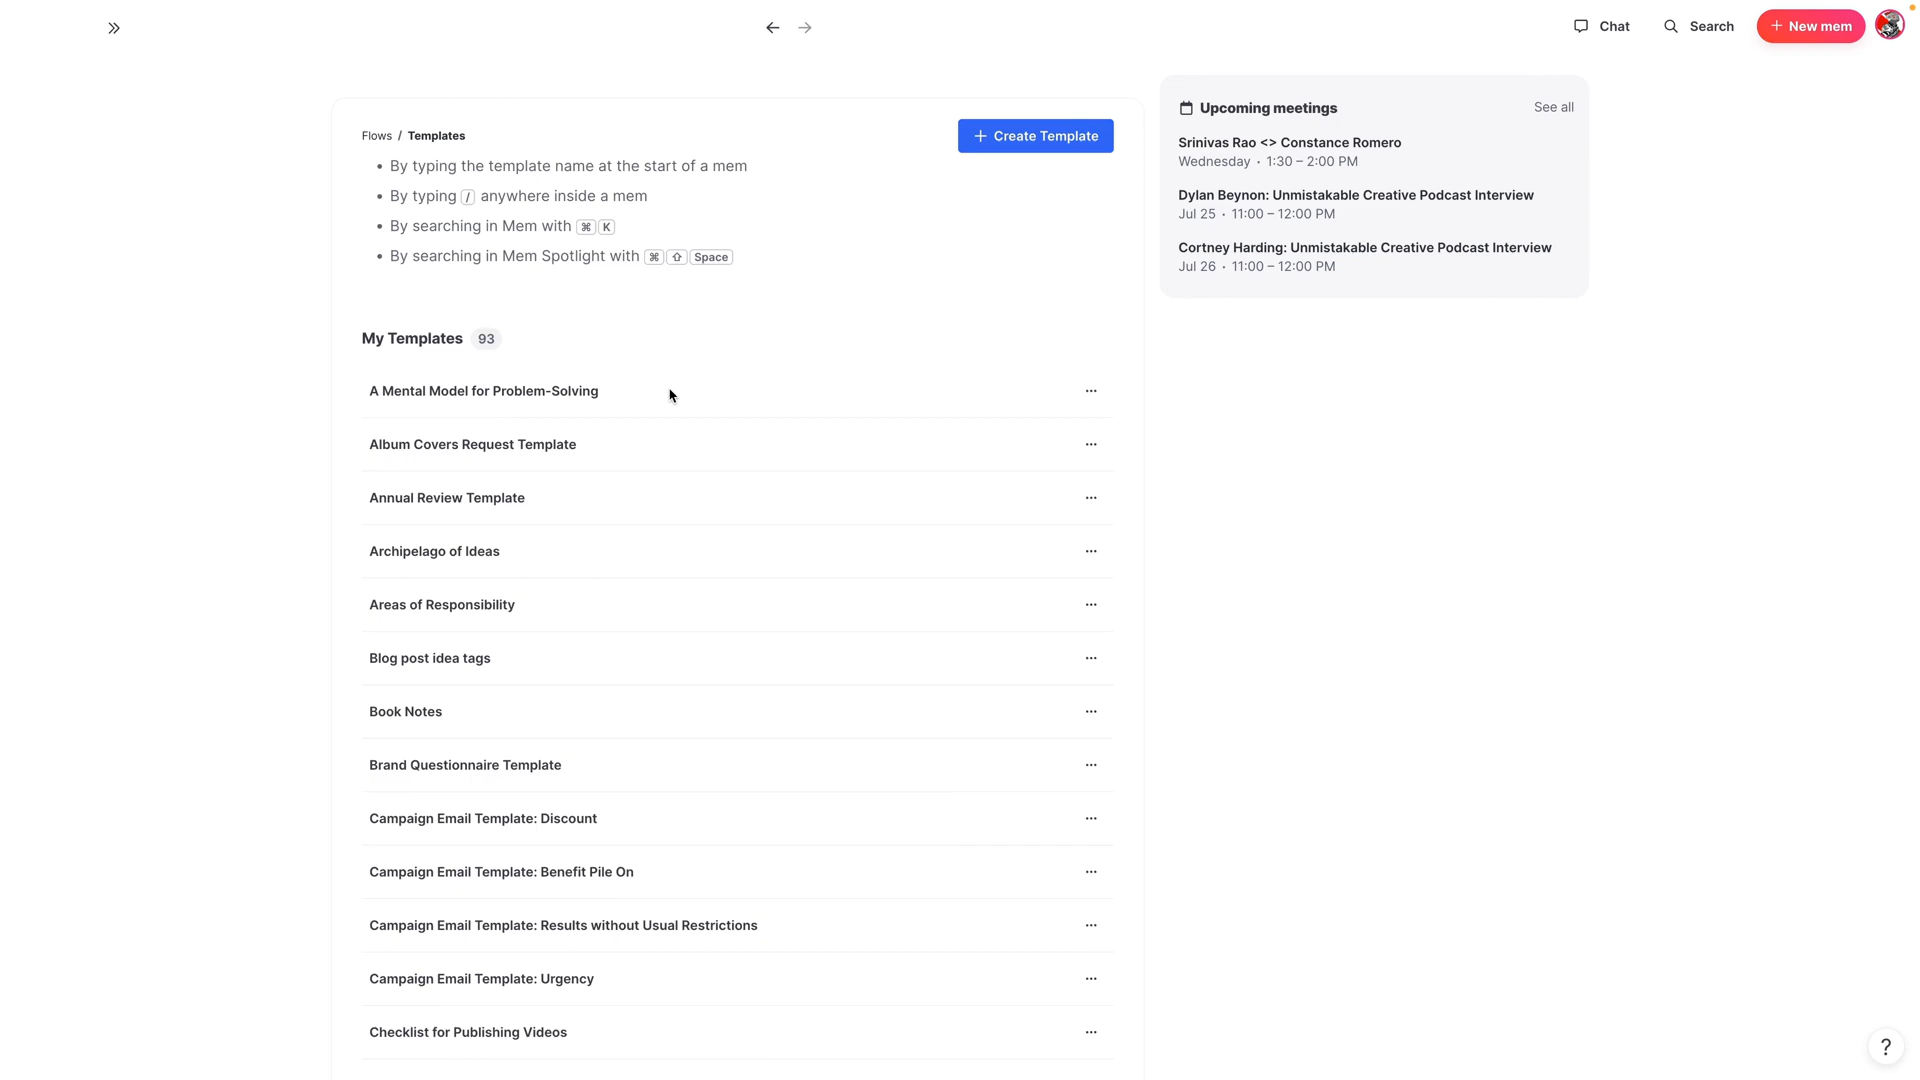 Chat
Search
+ New mem
Flows / Templates
+ Create Template
• By typing the template name at the start of a mem
• By typing / anywhere inside a mem
• By searching in Mem with ⌘ K
• By searching in Mem Spotlight with ⌘ ⇧ Space
My Templates 93
A Mental Model for Problem-Solving
Album Covers Request Template
Annual Review Template
Archipelago of Ideas
Areas of Responsibility
Blog post idea tags
Book Notes
Brand Questionnaire Template
Campaign Email Template: Discount
Campaign Email Template: Benefit Pile On
Campaign Email Template: Results without Usual Restrictions
Campaign Email Template: Urgency
Checklist for Publishing Videos
Upcoming meetings
See all
Srinivas Rao <> Constance Romero
Wednesday • 1:30 – 2:00 PM
Dylan Beynon: Unmistakable Creative Podcast Interview
Jul 25 • 11:00 – 12:00 PM
Cortney Harding: Unmistakable Creative Podcast Interview
Jul 26 • 11:00 – 12:00 PM
?